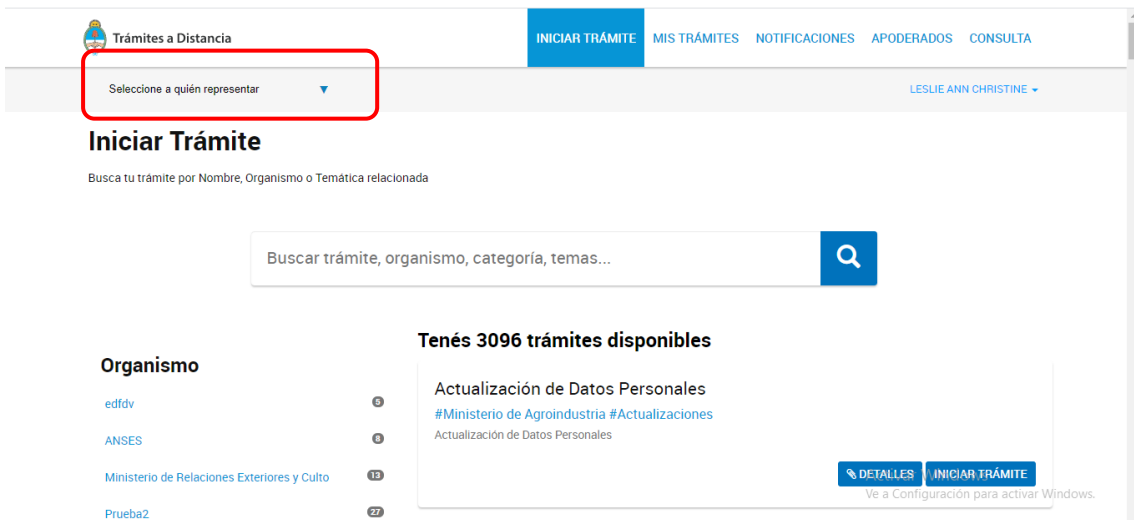 Trámites a Distancia
INICIAR TRÁMITE MIS TRÁMITES NOTIFICACIONES APODERADOS CONSULTA
Seleccione a quién representar
LESLIE ANN CHRISTINE
Iniciar Trámite
Busca tu trámite por Nombre, Organismo o Temática relacionada
Buscar trámite, organismo, categoría, temas...
Tenés 3096 trámites disponibles
Organismo
edfdv 5
ANSES 8
Ministerio de Relaciones Exteriores y Culto 13
Prueba2 27
Actualización de Datos Personales
#Ministerio de Agroindustria #Actualizaciones
Actualización de Datos Personales
DETALLES INICIAR TRÁMITE
Activar Windows
Ve a Configuración para activar Windows.